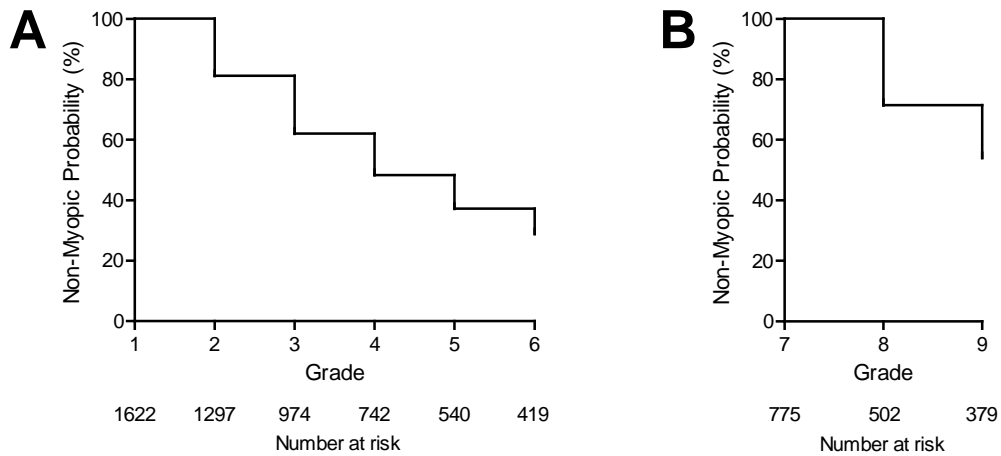 A
Non-Myopic Probability (%)
100
80
60
40
20
0
1 2 3 4 5 6
Grade
1622 1297 974 742 540 419
Number at risk
B
Non-Myopic Probability (%)
100
80
60
40
20
0
7 8 9
Grade
775 502 379
Number at risk